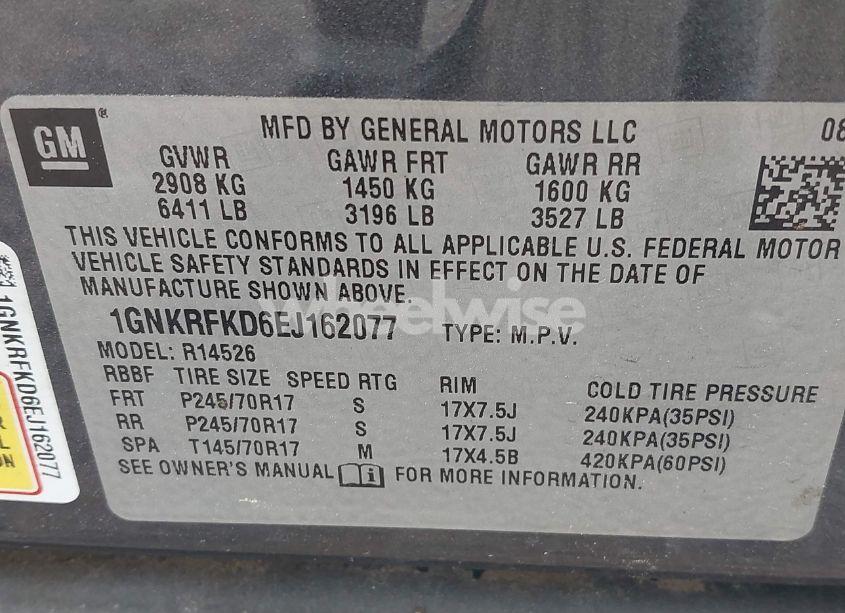 GM
MFD BY GENERAL MOTORS LLC 08
GVWR GAWR FRT GAWR RR
2908 KG 1450 KG 1600 KG
6411 LB 3196 LB 3527 LB
THIS VEHICLE CONFORMS TO ALL APPLICABLE U.S. FEDERAL MOTOR
VEHICLE SAFETY STANDARDS IN EFFECT ON THE DATE OF
MANUFACTURE SHOWN ABOVE.
wheelwise
1GNKRFKD6EJ162077 TYPE: M.P.V.
MODEL: R14526
RBBF TIRE SIZE SPEED RTG RIM COLD TIRE PRESSURE
FRT P245/70R17 S 17X7.5J 240KPA(35PSI)
RR P245/70R17 S 17X7.5J 240KPA(35PSI)
SPA T145/70R17 M 17X4.5B 420KPA(60PSI)
SEE OWNER'S MANUAL FOR MORE INFORMATION.
1GNKRFKD6EJ162077